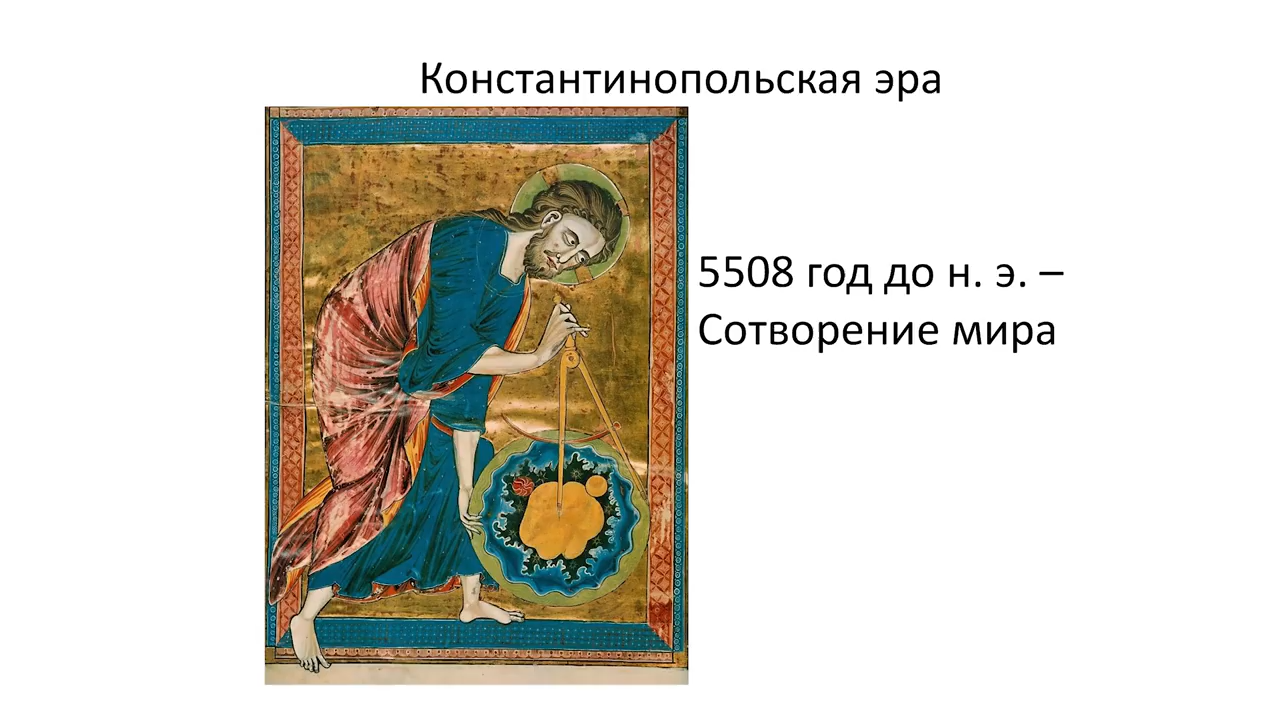 Константинопольская эра
5508 год до н. э. –
Сотворение мира